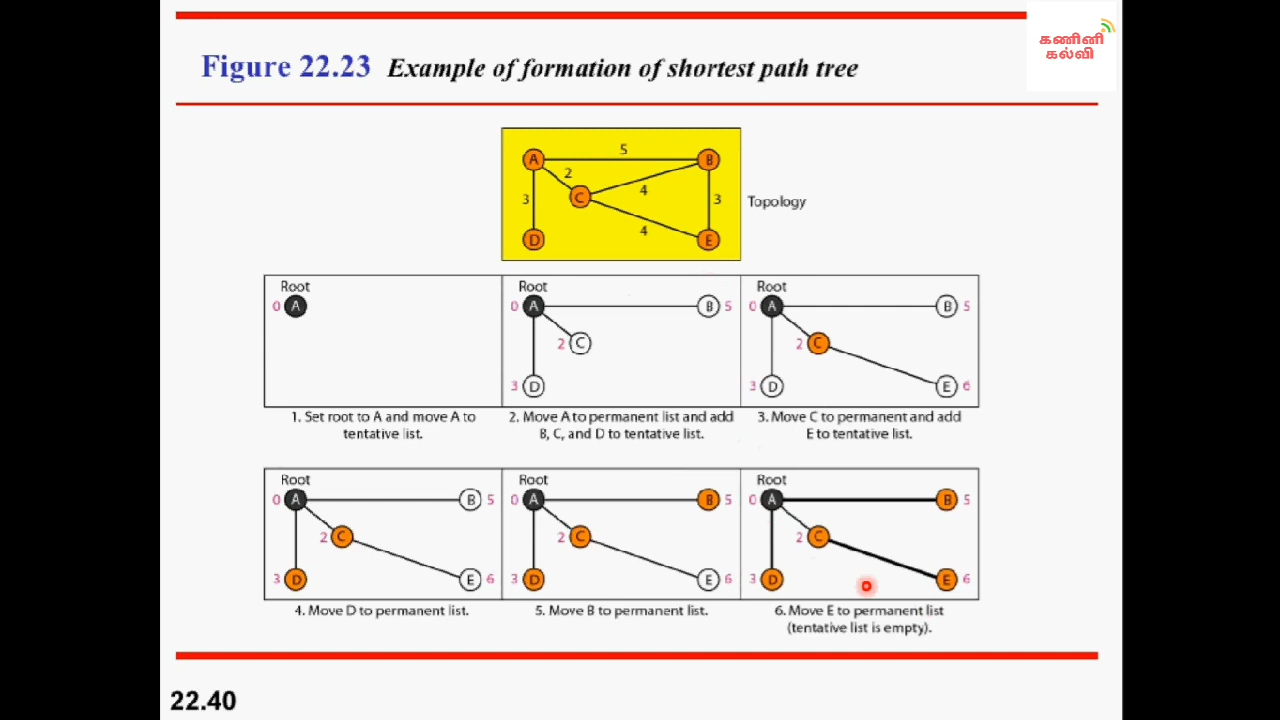 கணினி
கல்வி
Figure 22.23 Example of formation of shortest path tree
A 5 B
2
3 C 4 3 Topology
4
D E
Root Root Root
0 A 0 A B 5 0 A B 5
2 C 2 C
3 D 3 D E 6
1. Set root to A and move A to
tentative list.
2. Move A to permanent list and add
B, C, and D to tentative list.
3. Move C to permanent and add
E to tentative list.
Root Root Root
0 A B 5 0 A B 5 0 A B 5
2 C 2 C 2 C
3 D E 6 3 D E 6 3 D E 6
4. Move D to permanent list.
5. Move B to permanent list.
6. Move E to permanent list
(tentative list is empty).
22.40